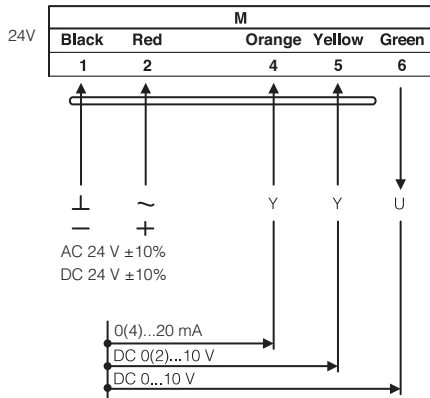 M
24V
Black Red Orange Yellow Green
1 2 4 5 6
⊥ ~ Y Y U
− +
AC 24 V ±10%
DC 24 V ±10%
0(4)...20 mA
DC 0(2)...10 V
DC 0...10 V